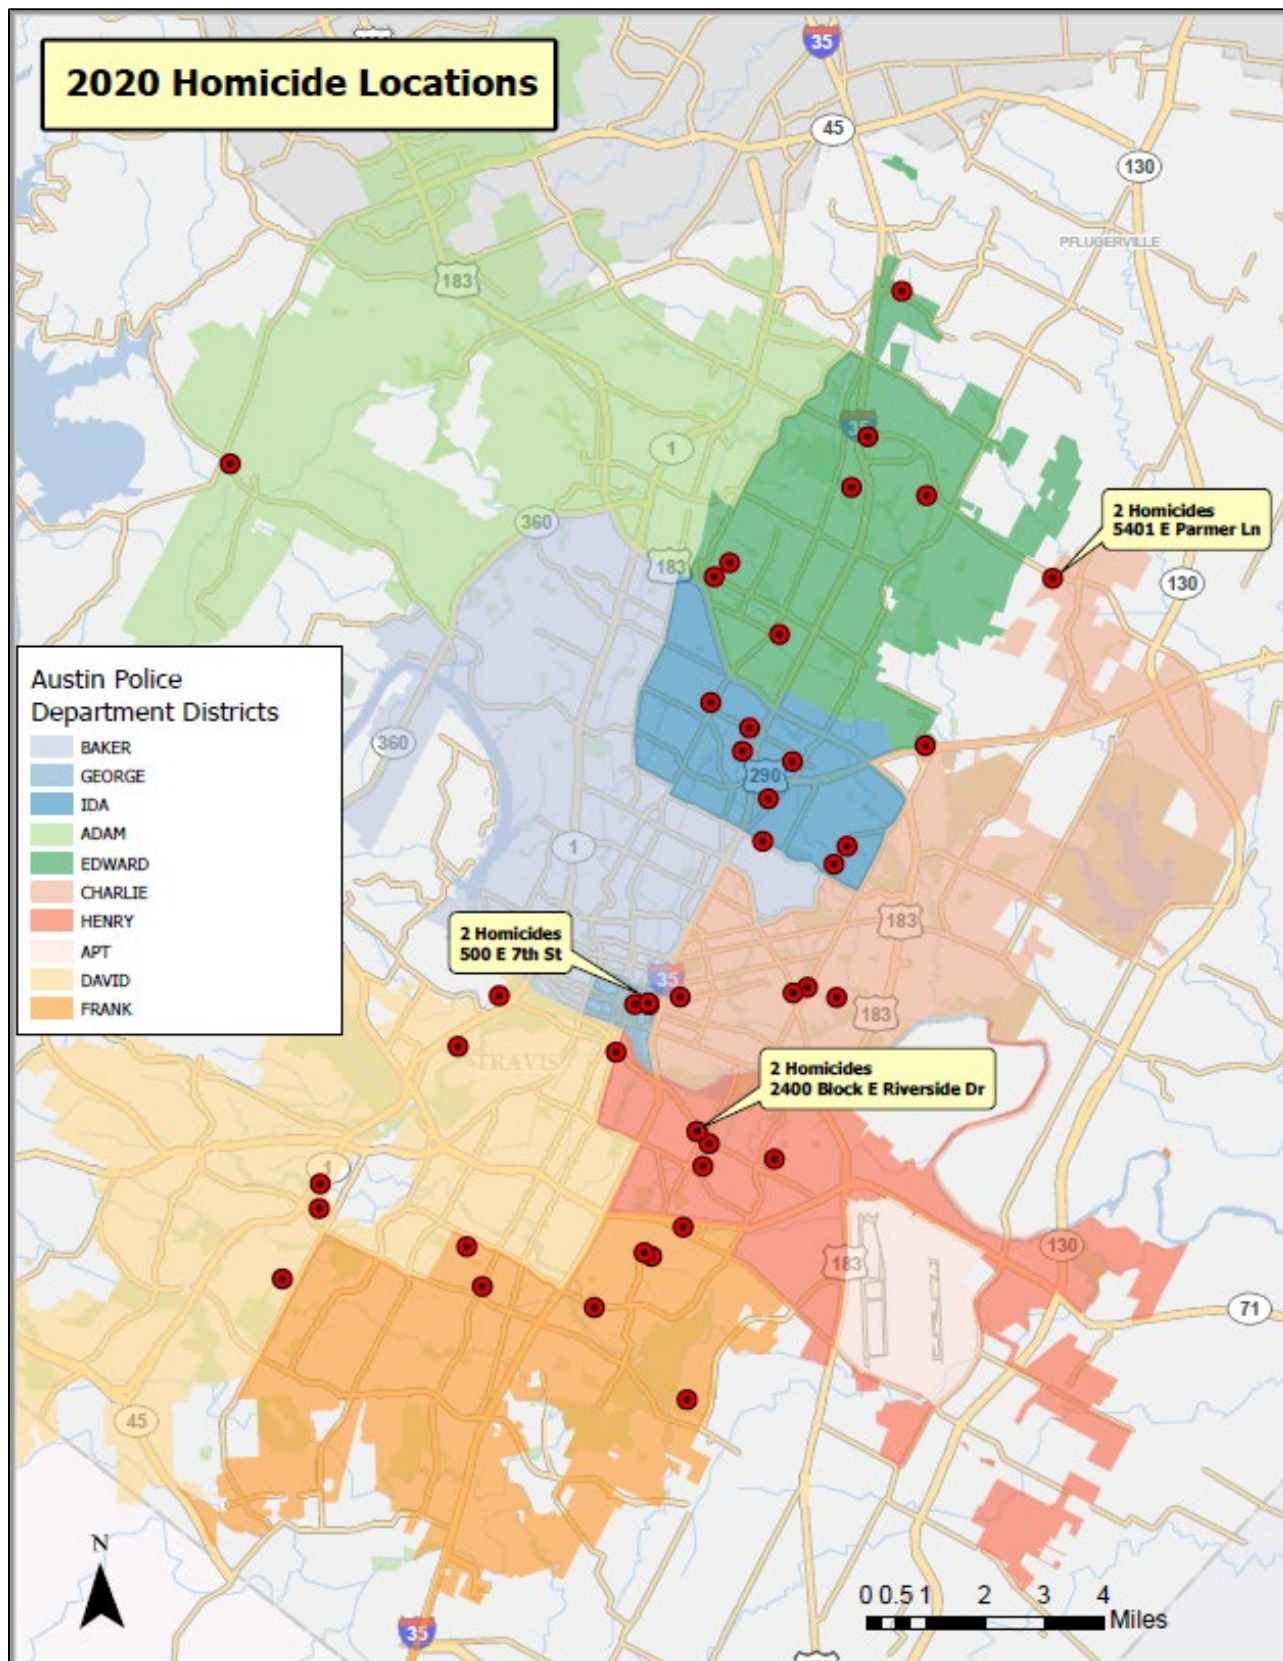 2020 Homicide Locations
35
45
130
PFLUGERVILLE
183
35
1
2 Homicides
5401 E Parmer Ln
360
183
130
Austin Police
Department Districts
BAKER
GEORGE
IDA
ADAM
EDWARD
CHARLIE
HENRY
APT
DAVID
FRANK
360
290
1
183
2 Homicides
500 E 7th St
35
183
TRAVIS
2 Homicides
2400 Block E Riverside Dr
1
130
183
71
45
N
0 0.5 1 2 3 4
Miles
35